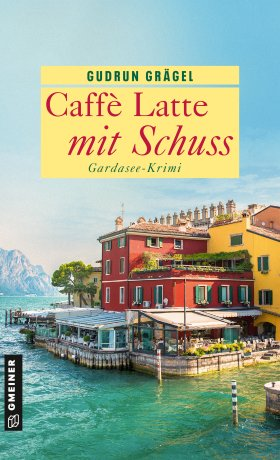 GUDRUN GRÄGEL
Caffè Latte
mit Schuss
Gardasee-Krimi
GMEINER